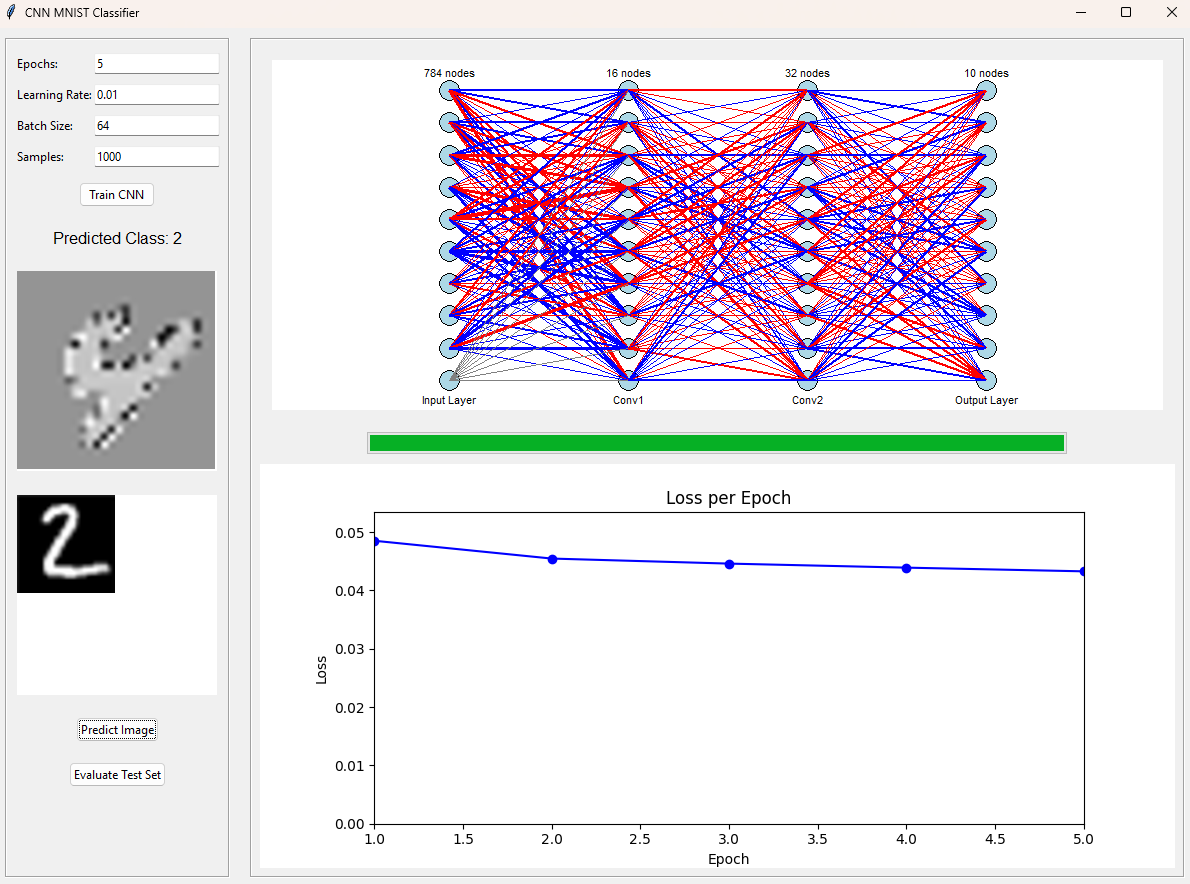 CNN MNIST Classifier
Epochs: 5
Learning Rate: 0.01
Batch Size: 64
Samples: 1000
Train CNN
Predicted Class: 2
2
Predict Image
Evaluate Test Set
784 nodes 16 nodes 32 nodes 10 nodes
Input Layer Conv1 Conv2 Output Layer
Loss per Epoch
0.05
0.04
0.03
0.02
0.01
0.00
Loss
1.0 1.5 2.0 2.5 3.0 3.5 4.0 4.5 5.0
Epoch